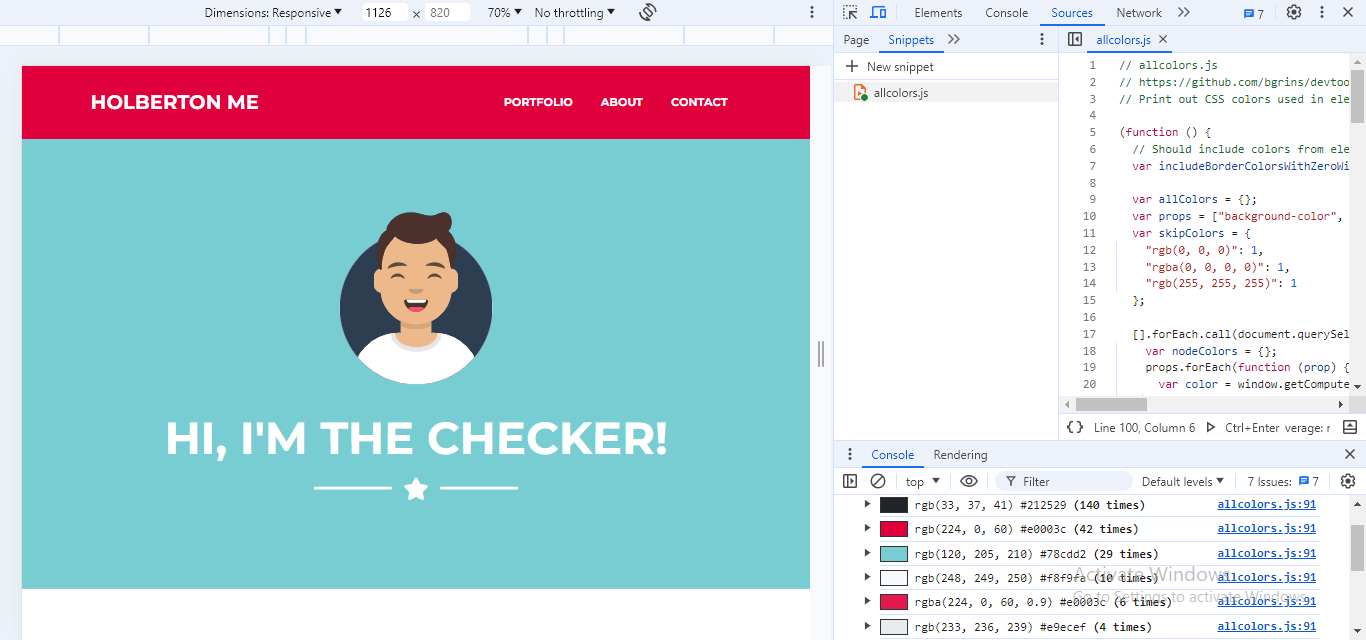 Dimensions: Responsive ▼ 1126 × 820 70% ▼ No throttling ▼
Elements Console Sources Network 7
Page Snippets
allcolors.js
New snippet
allcolors.js
HOLBERTON ME
PORTFOLIO ABOUT CONTACT
HI, I'M THE CHECKER!
1 // allcolors.js
2 // https://github.com/bgrins/devtoo
3 // Print out CSS colors used in ele
4
5 (function () {
6 // Should include colors from ele
7 var includeBorderColorsWithZeroWi
8
9 var allColors = {};
10 var props = ["background-color",
11 var skipColors = {
12 "rgb(0, 0, 0)": 1,
13 "rgba(0, 0, 0, 0)": 1,
14 "rgb(255, 255, 255)": 1
15 };
16
17 [].forEach.call(document.querySel
18 var nodeColors = {};
19 props.forEach(function (prop) {
20 var color = window.getCompute
{} Line 100, Column 6 Ctrl+Enter verage: r
Console Rendering
top ▼ Filter Default levels ▼ 7 Issues: 7
rgb(33, 37, 41) #212529 (140 times) allcolors.js:91
rgb(224, 0, 60) #e0003c (42 times) allcolors.js:91
rgb(120, 205, 210) #78cdd2 (29 times) allcolors.js:91
rgb(248, 249, 250) #f8f9fa (10 times) allcolors.js:91
rgba(224, 0, 60, 0.9) #e0003c (6 times) allcolors.js:91
rgb(233, 236, 239) #e9ecef (4 times) allcolors.js:91
Activate Windows
Go to Settings to activate Windows.